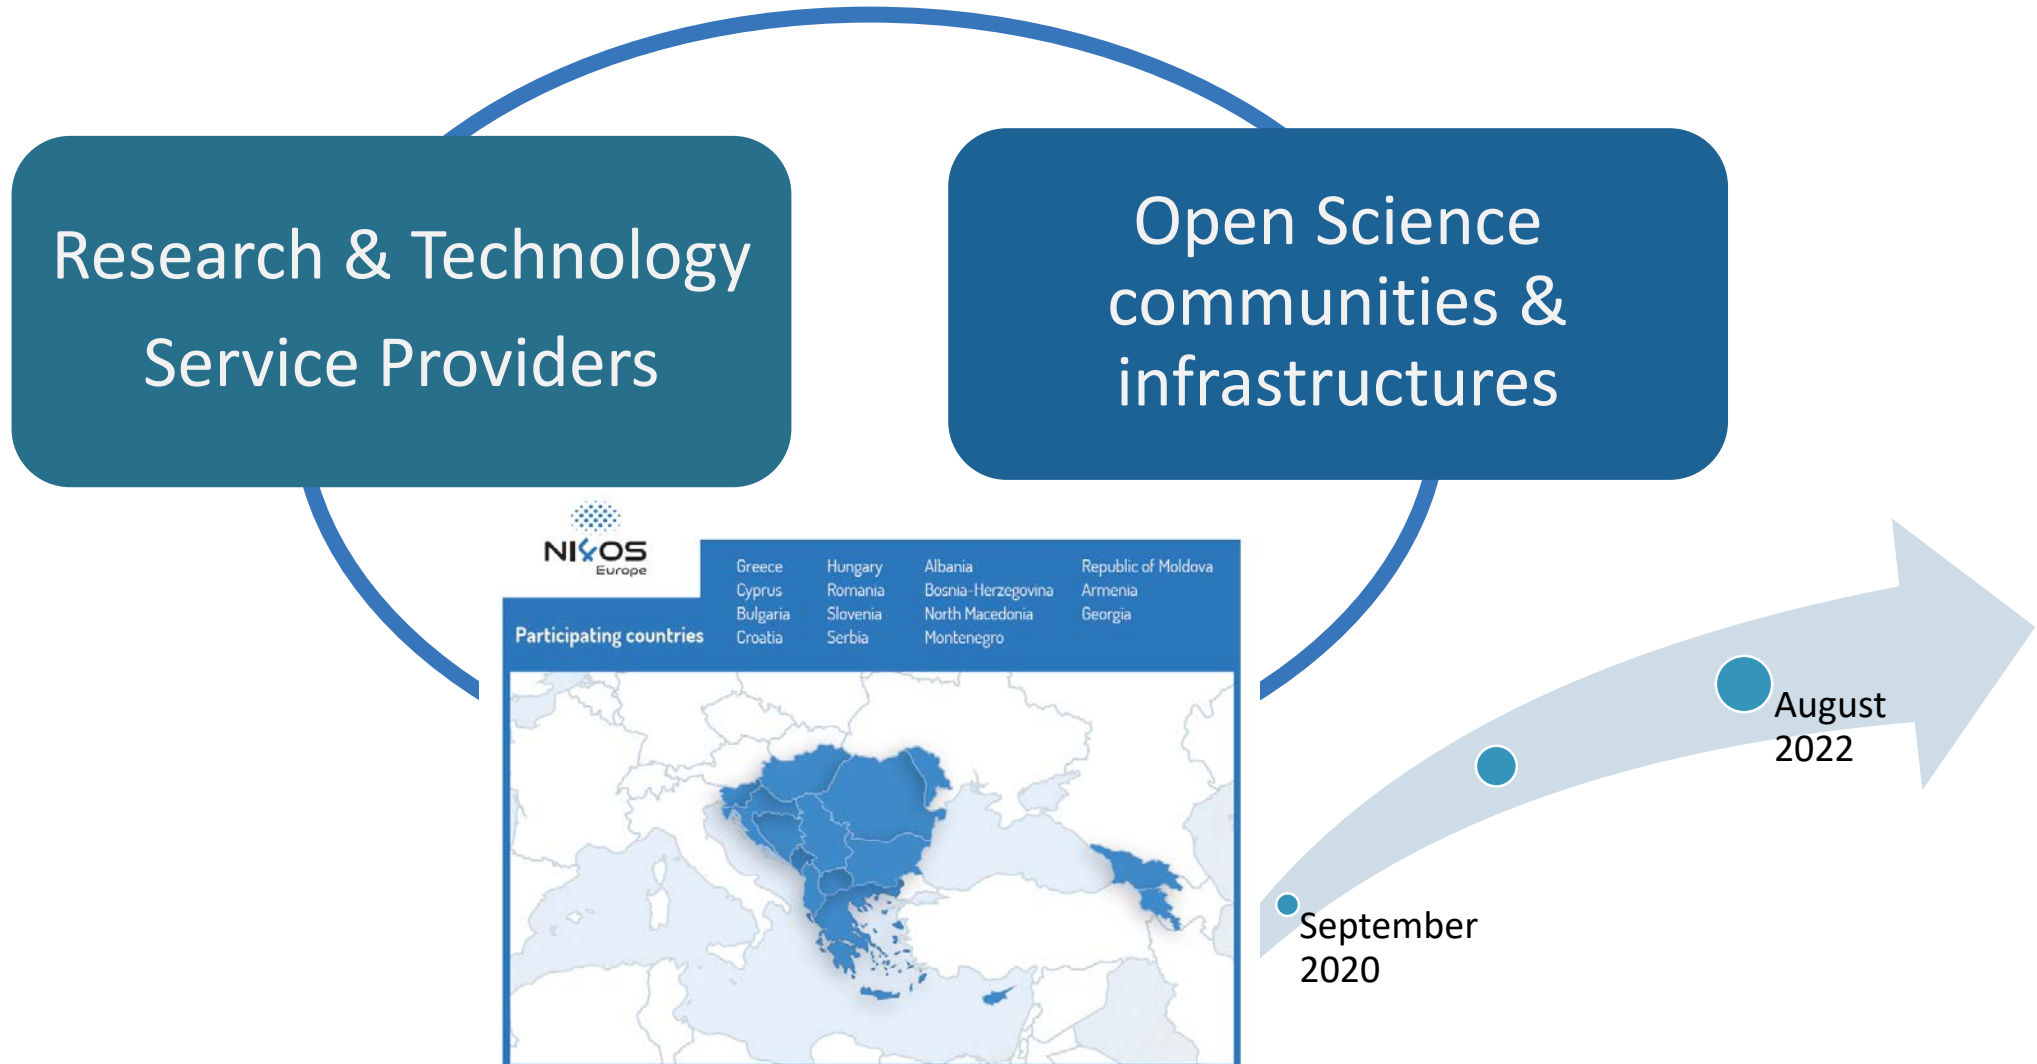 Research & Technology
Service Providers
Open Science
communities &
infrastructures
NI4OS
Europe
Participating countries
Greece
Cyprus
Bulgaria
Croatia
Hungary
Romania
Slovenia
Serbia
Albania
Bosnia-Herzegovina
North Macedonia
Montenegro
Republic of Moldova
Armenia
Georgia
September
2020
August
2022